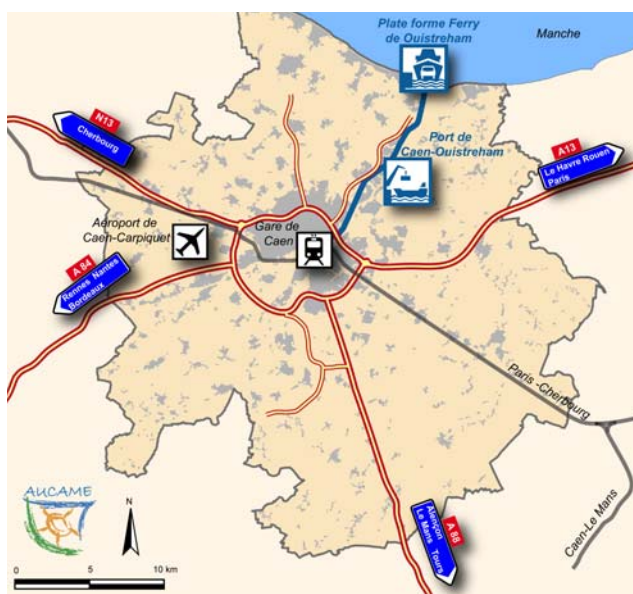 Plate forme Ferry
de Ouistreham
Manche
N13
Cherbourg
Port de
Caen-Ouistreham
A13
Le Havre Rouen
Paris
Aéroport de
Caen-Carpiquet
Gare de
Caen
A 84
Rennes Nantes
Bordeaux
Paris -Cherbourg
AUCAME
N
A 88
Alençon
Le Mans Tours
Caen-Le Mans
0 5 10 km